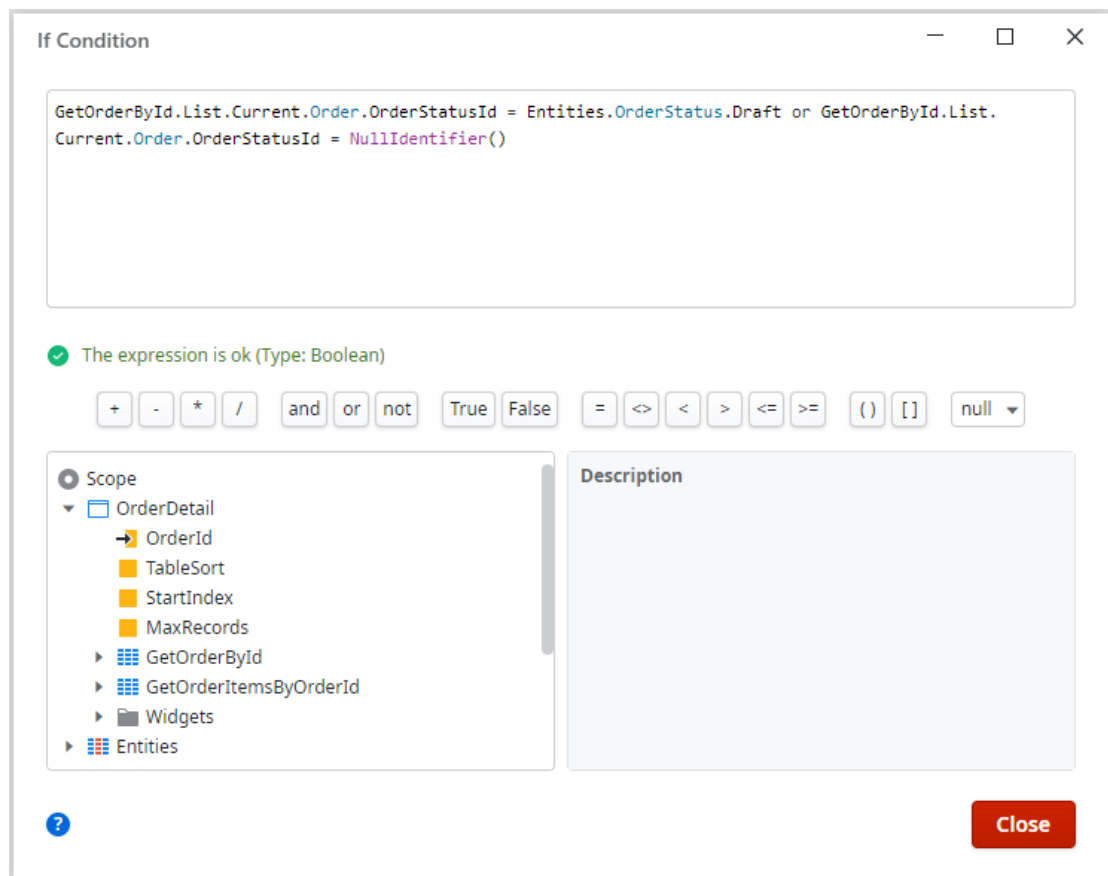 If Condition
GetOrderById.List.Current.Order.OrderStatusId = Entities.OrderStatus.Draft or GetOrderById.List.
Current.Order.OrderStatusId = NullIdentifier()
The expression is ok (Type: Boolean)
+ - * / and or not True False = <> < > <= >= ( ) [ ] null
Scope
OrderDetail
OrderId
TableSort
StartIndex
MaxRecords
GetOrderById
GetOrderItemsByOrderId
Widgets
Entities
Description
?
Close